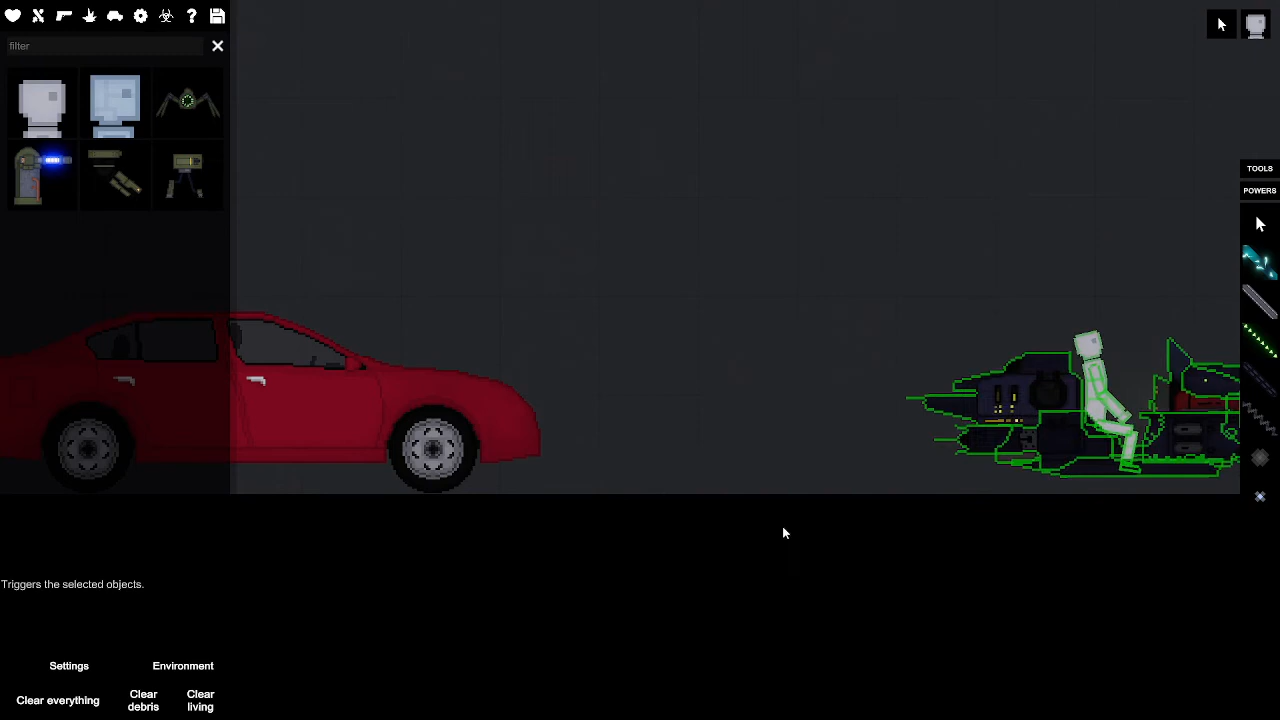 filter
TOOLS
POWERS
Triggers the selected objects.
Settings
Environment
Clear everything
Clear
debris
Clear
living